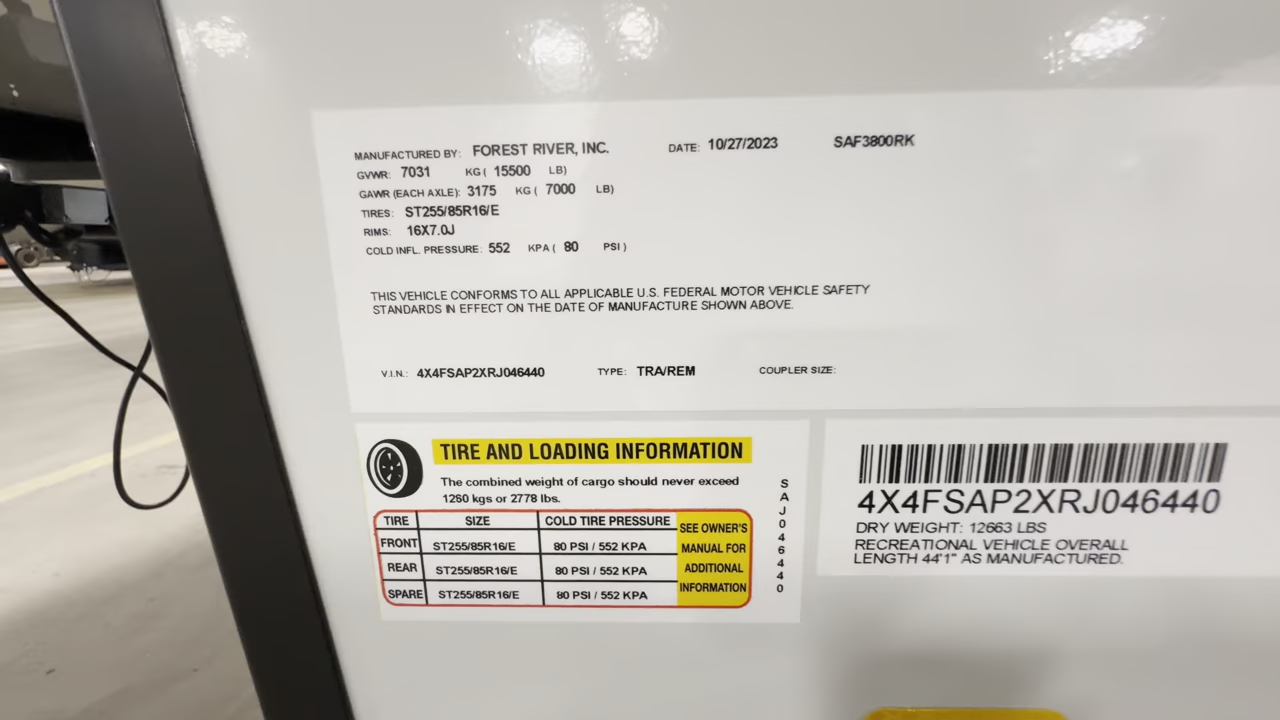 MANUFACTURED BY: FOREST RIVER, INC. DATE: 10/27/2023 SAF3800RK
GVWR: 7031 KG ( 15500 LB)
GAWR (EACH AXLE): 3175 KG ( 7000 LB)
TIRES: ST255/85R16/E
RIMS: 16X7.0J
COLD INFL. PRESSURE: 552 KPA ( 80 PSI )
THIS VEHICLE CONFORMS TO ALL APPLICABLE U.S. FEDERAL MOTOR VEHICLE SAFETY
STANDARDS IN EFFECT ON THE DATE OF MANUFACTURE SHOWN ABOVE.
V.I.N.: 4X4FSAP2XRJ046440 TYPE: TRA/REM COUPLER SIZE:
TIRE AND LOADING INFORMATION
The combined weight of cargo should never exceed
1260 kgs or 2778 lbs.
TIRE SIZE COLD TIRE PRESSURE
FRONT ST255/85R16/E 80 PSI / 552 KPA
REAR ST255/85R16/E 80 PSI / 552 KPA
SPARE ST255/85R16/E 80 PSI / 552 KPA
SEE OWNER'S
MANUAL FOR
ADDITIONAL
INFORMATION
SAJ046440
4X4FSAP2XRJ046440
DRY WEIGHT: 12663 LBS
RECREATIONAL VEHICLE OVERALL
LENGTH 44'1" AS MANUFACTURED.